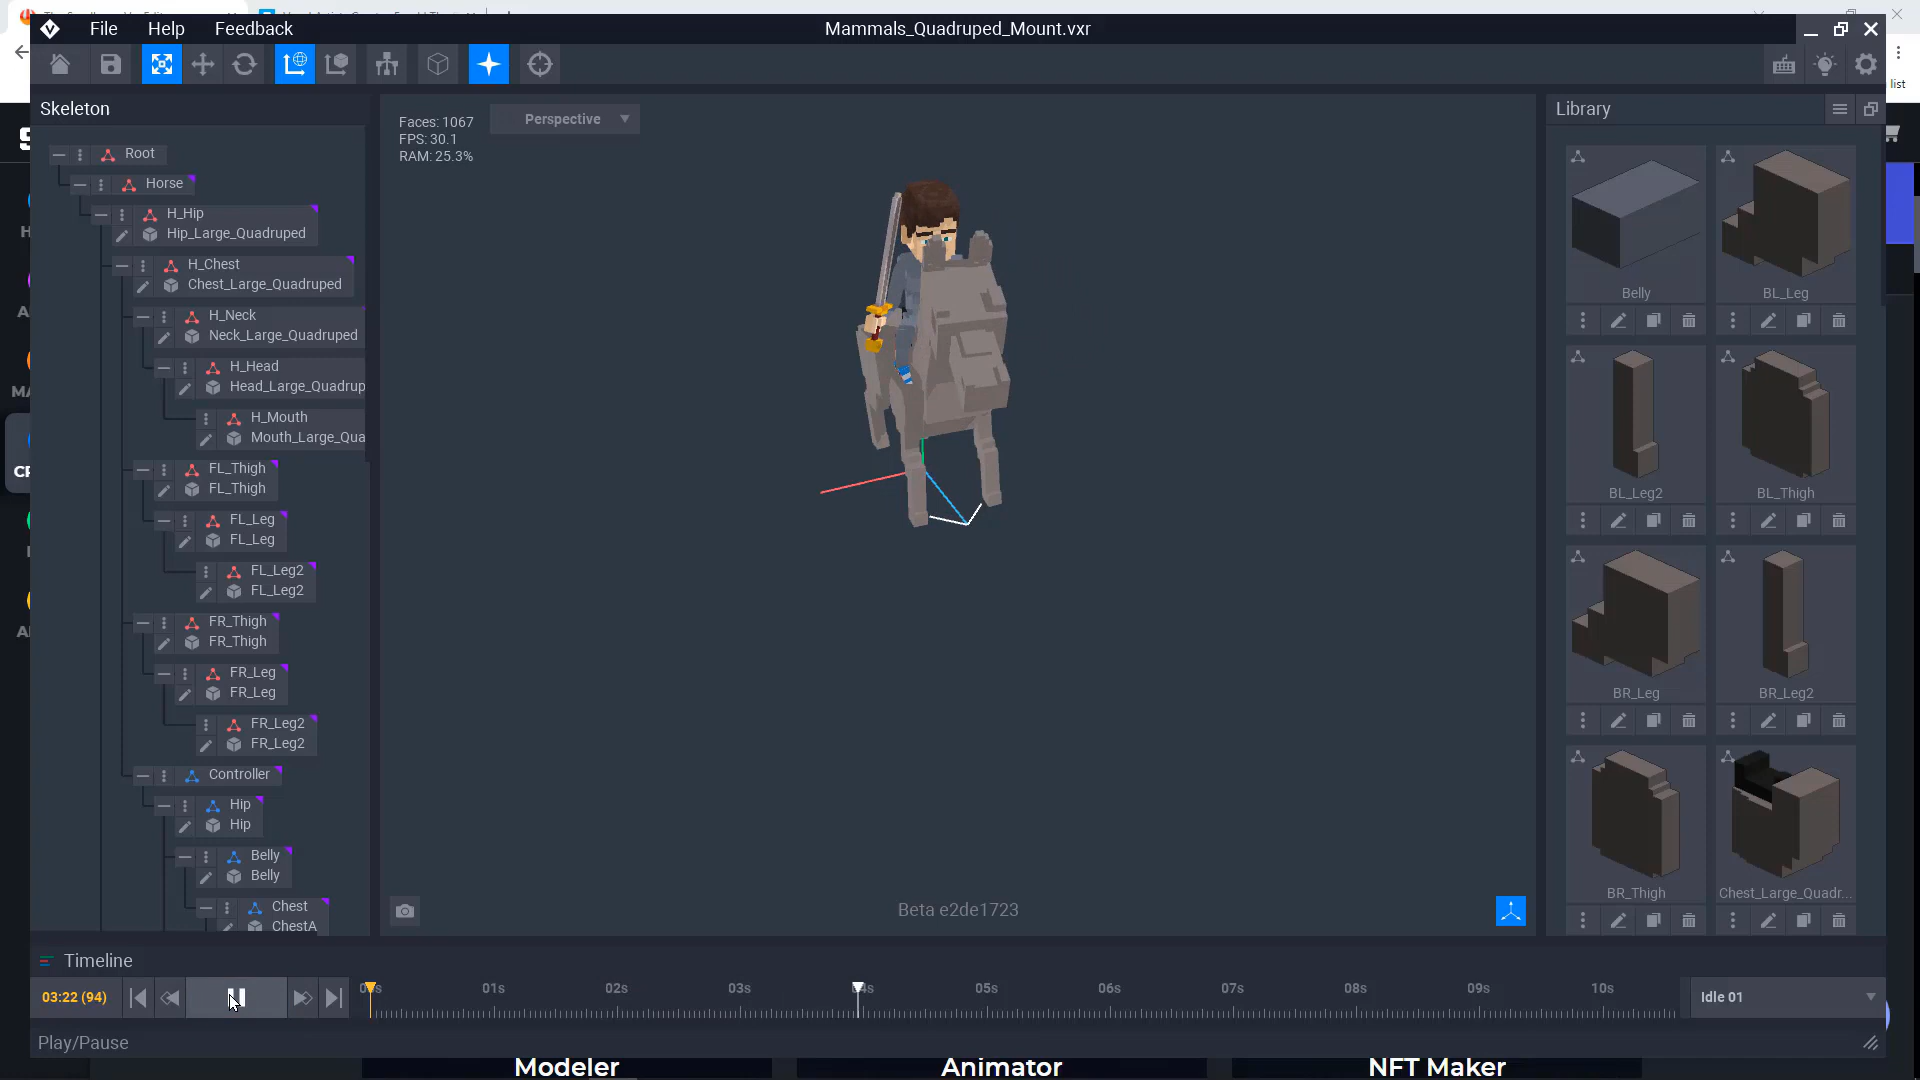 File Help Feedback
Mammals_Quadruped_Mount.vxr
Skeleton
Root
Horse
H_Hip
Hip_Large_Quadruped
H_Chest
Chest_Large_Quadruped
H_Neck
Neck_Large_Quadruped
H_Head
Head_Large_Quadrup
H_Mouth
Mouth_Large_Qua
FL_Thigh
FL_Thigh
FL_Leg
FL_Leg
FL_Leg2
FL_Leg2
FR_Thigh
FR_Thigh
FR_Leg
FR_Leg
FR_Leg2
FR_Leg2
Controller
Hip
Hip
Belly
Belly
Chest
ChestA
Faces: 1067
FPS: 30.1
RAM: 25.3%
Perspective
Beta e2de1723
Library
list
Belly BL_Leg
BL_Leg2 BL_Thigh
BR_Leg BR_Leg2
BR_Thigh Chest_Large_Quadr...
Timeline
03:22 (94)
01s 02s 03s 05s 06s 07s 08s 09s 10s
Idle 01
Play/Pause
Modeler Animator NFT Maker